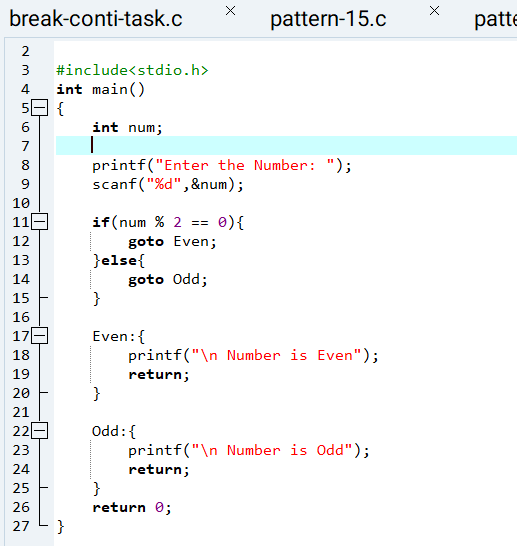 break-conti-task.c × pattern-15.c × patte
2
3 #include<stdio.h>
4 int main()
5 {
6 int num;
7
8 printf("Enter the Number: ");
9 scanf("%d",&num);
10
11 if(num % 2 == 0){
12 goto Even;
13 }else{
14 goto Odd;
15 }
16
17 Even:{
18 printf("\n Number is Even");
19 return;
20 }
21
22 Odd:{
23 printf("\n Number is Odd");
24 return;
25 }
26 return 0;
27 }